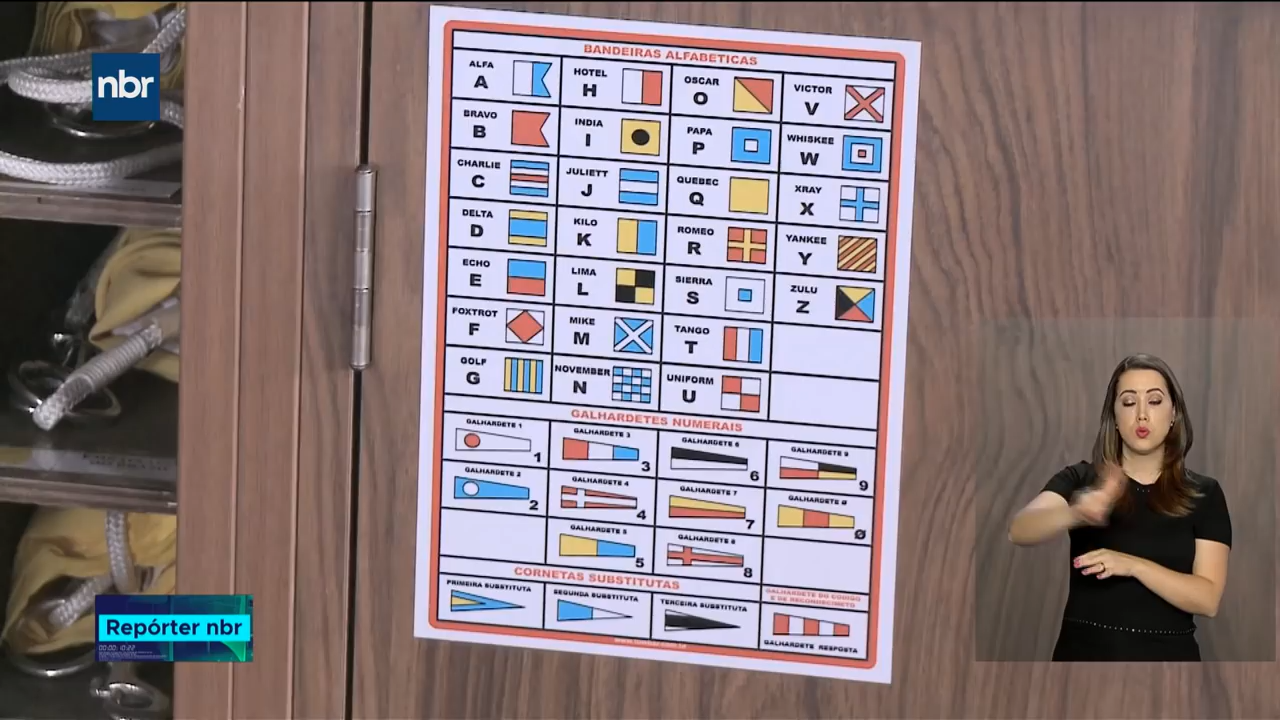 nbr
BANDEIRAS ALFABETICAS
ALFA
A
HOTEL
H
OSCAR
O
VICTOR
V
BRAVO
B
INDIA
I
PAPA
P
WHISKEE
W
CHARLIE
C
JULIETT
J
QUEBEC
Q
XRAY
X
DELTA
D
KILO
K
ROMEO
R
YANKEE
Y
ECHO
E
LIMA
L
SIERRA
S
ZULU
Z
FOXTROT
F
MIKE
M
TANGO
T
GOLF
G
NOVEMBER
N
UNIFORM
U
GALHARDETES NUMERAIS
GALHARDETE 1
1
GALHARDETE 3
3
GALHARDETE 6
6
GALHARDETE 9
9
GALHARDETE 2
2
GALHARDETE 4
4
GALHARDETE 7
7
GALHARDETE Ø
Ø
GALHARDETE 5
5
GALHARDETE 8
8
CORNETAS SUBSTITUTAS
PRIMEIRA SUBSTITUTA
SEGUNDA SUBSTITUTA
TERCEIRA SUBSTITUTA
GALHARDETE DO CODIGO
E DE RECONHECIMETO
GALHARDETE RESPOSTA
Repórter nbr